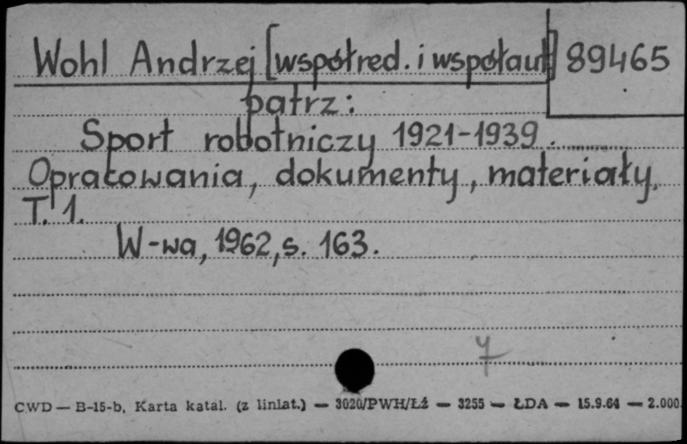 Wohl Andrzej [współred. i współaut.] 89465
patrz:
Sport robotniczy 1921-1939.
Opracowania, dokumenty, materiały.
T. 1.
W-wa, 1962, s. 163.
CWD — B-15-b, Karta katal. (z liniat.) — 3020/PWH/Łź — 3255 — ŁDA — 15.9.64 — 2.000.